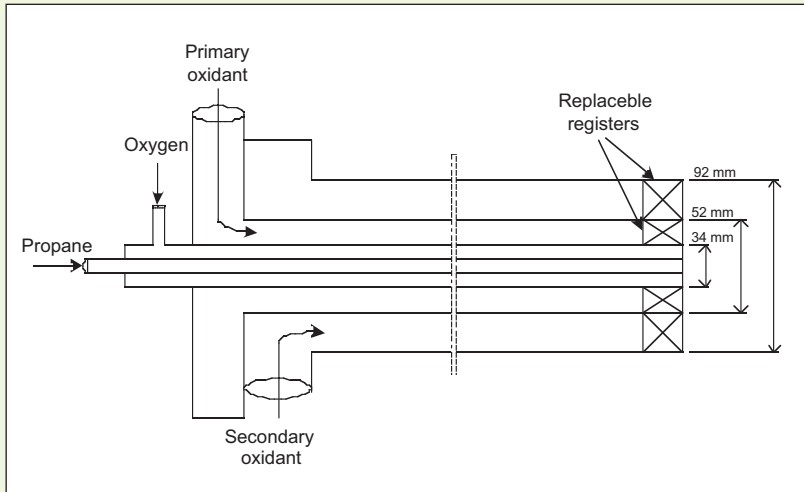 Primary
oxidant
Oxygen
Propane
Replaceble
registers
92 mm
52 mm
34 mm
Secondary
oxidant